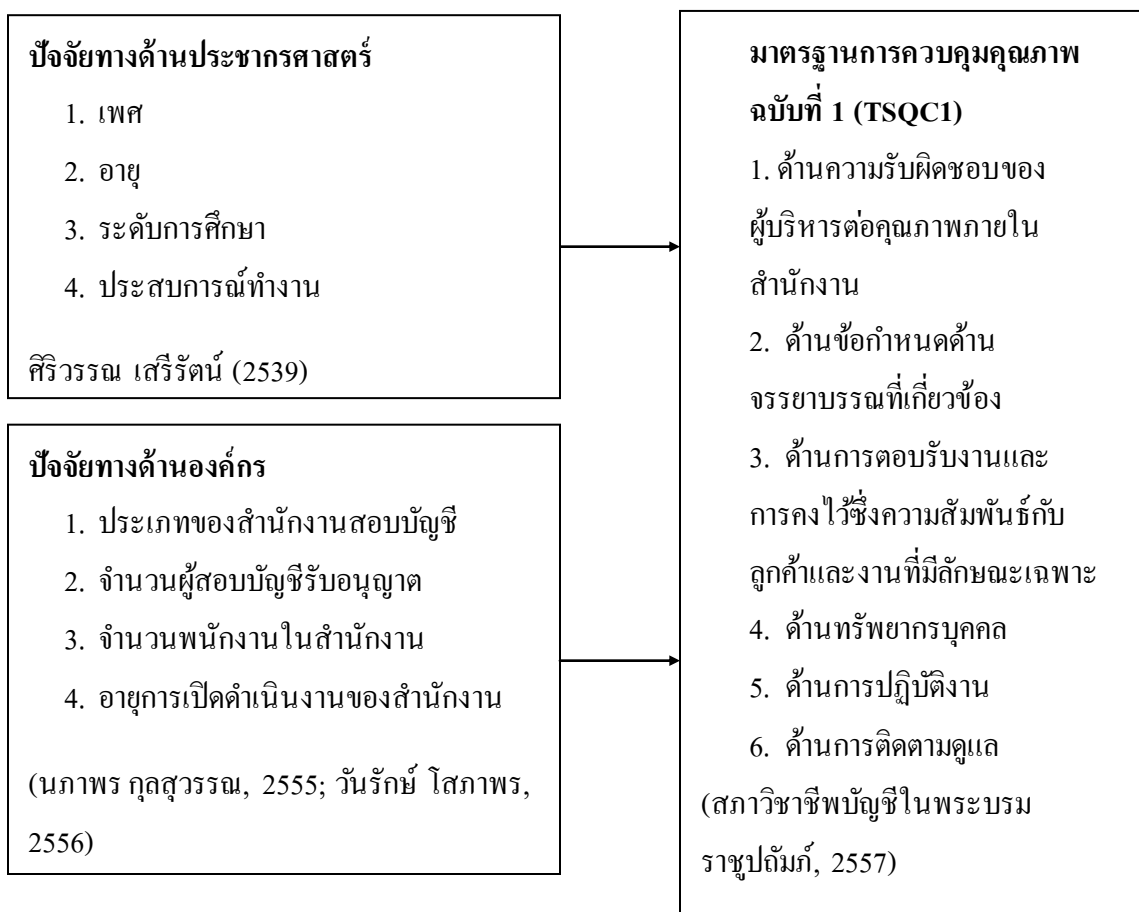 ปัจจัยทางด้านประชากรศาสตร์
1. เพศ
2. อายุ
3. ระดับการศึกษา
4. ประสบการณ์ทำงาน
ศิริวรรณ เสรีรัตน์ (2539)
ปัจจัยทางด้านองค์กร
1. ประเภทของสำนักงานสอบบัญชี
2. จำนวนผู้สอบบัญชีรับอนุญาต
3. จำนวนพนักงานในสำนักงาน
4. อายุการเปิดดำเนินงานของสำนักงาน
(นภาพร กุลสุวรรณ, 2555; วันรักษ์ โสภาพร,
2556)
มาตรฐานการควบคุมคุณภาพ
ฉบับที่ 1 (TSQC1)
1. ด้านความรับผิดชอบของ
ผู้บริหารต่อคุณภาพภายใน
สำนักงาน
2. ด้านข้อกำหนดด้าน
จรรยาบรรณที่เกี่ยวข้อง
3. ด้านการตอบรับงานและ
การคงไว้ซึ่งความสัมพันธ์กับ
ลูกค้าและงานที่มีลักษณะเฉพาะ
4. ด้านทรัพยากรบุคคล
5. ด้านการปฏิบัติงาน
6. ด้านการติดตามดูแล
(สภาวิชาชีพบัญชีในพระบรม
ราชูปถัมภ์, 2557)